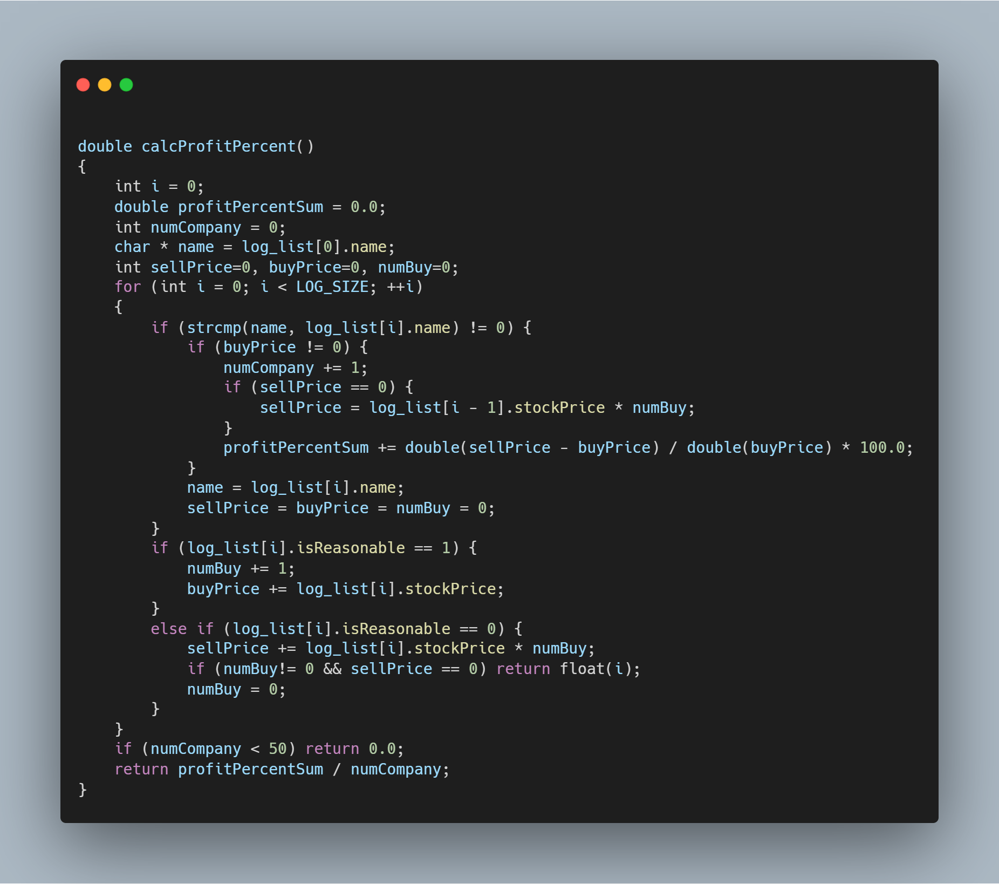 double calcProfitPercent()
{
    int i = 0;
    double profitPercentSum = 0.0;
    int numCompany = 0;
    char * name = log_list[0].name;
    int sellPrice=0, buyPrice=0, numBuy=0;
    for (int i = 0; i < LOG_SIZE; ++i)
    {
        if (strcmp(name, log_list[i].name) != 0) {
            if (buyPrice != 0) {
                numCompany += 1;
                if (sellPrice == 0) {
                    sellPrice = log_list[i - 1].stockPrice * numBuy;
                }
                profitPercentSum += double(sellPrice - buyPrice) / double(buyPrice) * 100.0;
            }
            name = log_list[i].name;
            sellPrice = buyPrice = numBuy = 0;
        }
        if (log_list[i].isReasonable == 1) {
            numBuy += 1;
            buyPrice += log_list[i].stockPrice;
        }
        else if (log_list[i].isReasonable == 0) {
            sellPrice += log_list[i].stockPrice * numBuy;
            if (numBuy!= 0 && sellPrice == 0) return float(i);
            numBuy = 0;
        }
    }
    if (numCompany < 50) return 0.0;
    return profitPercentSum / numCompany;
}